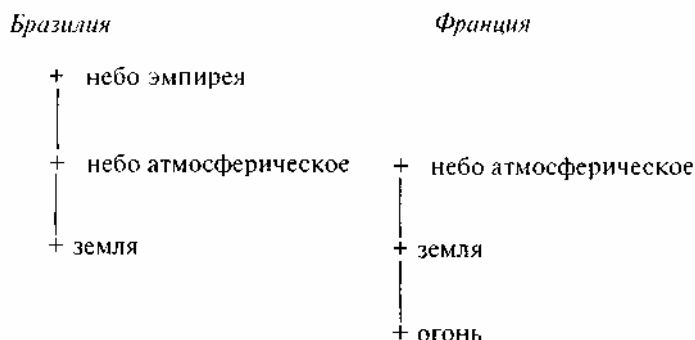 Бразилия Франция
+ небо эмпирея
+ небо атмосферическое + небо атмосферическое
+ земля + земля
+ огонь